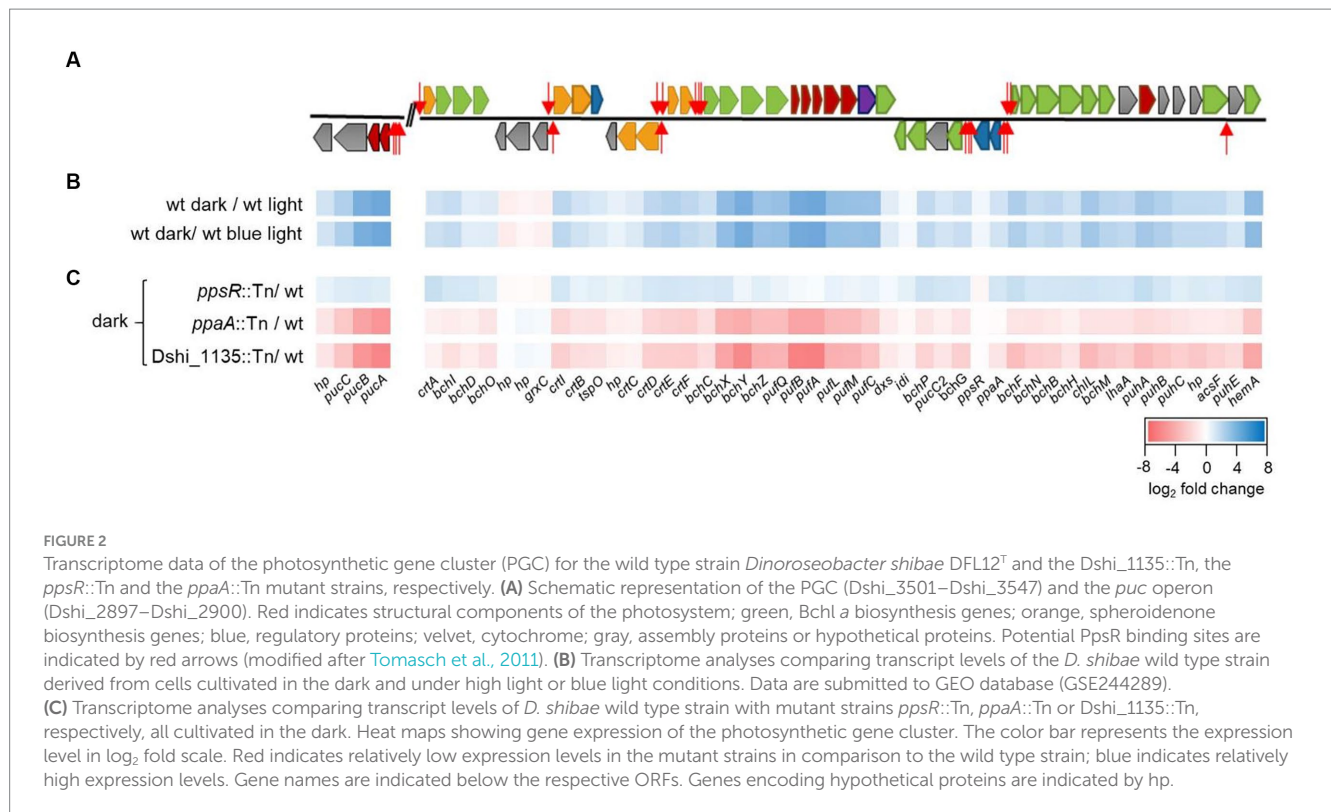 A
B
wt dark / wt light
wt dark/ wt blue light
C
dark
ppsR::Tn/ wt
ppaA::Tn / wt
Dshi_1135::Tn/ wt
hp pucC pucB pucA crtA bchI bchD bchO hp hp grxC crtI crtB tspO hp crtC crtD crtE crtF bchC bchX bchY bchZ pufQ pufB pufA pufL pufM pufC dxs idi bchP pucC2 bchG ppsR ppaA bchF bchN bchB bchH chlL bchM lhaA puhA puhB puhC hp acsF puhE hemA
-8 -4 0 4 8
log2 fold change
FIGURE 2
Transcriptome data of the photosynthetic gene cluster (PGC) for the wild type strain Dinoroseobacter shibae DFL12T and the Dshi_1135::Tn, the
ppsR::Tn and the ppaA::Tn mutant strains, respectively. (A) Schematic representation of the PGC (Dshi_3501–Dshi_3547) and the puc operon
(Dshi_2897–Dshi_2900). Red indicates structural components of the photosystem; green, Bchl a biosynthesis genes; orange, spheroidenone
biosynthesis genes; blue, regulatory proteins; velvet, cytochrome; gray, assembly proteins or hypothetical proteins. Potential PpsR binding sites are
indicated by red arrows (modified after Tomasch et al., 2011). (B) Transcriptome analyses comparing transcript levels of the D. shibae wild type strain
derived from cells cultivated in the dark and under high light or blue light conditions. Data are submitted to GEO database (GSE244289).
(C) Transcriptome analyses comparing transcript levels of D. shibae wild type strain with mutant strains ppsR::Tn, ppaA::Tn or Dshi_1135::Tn,
respectively, all cultivated in the dark. Heat maps showing gene expression of the photosynthetic gene cluster. The color bar represents the expression
level in log2 fold scale. Red indicates relatively low expression levels in the mutant strains in comparison to the wild type strain; blue indicates relatively
high expression levels. Gene names are indicated below the respective ORFs. Genes encoding hypothetical proteins are indicated by hp.